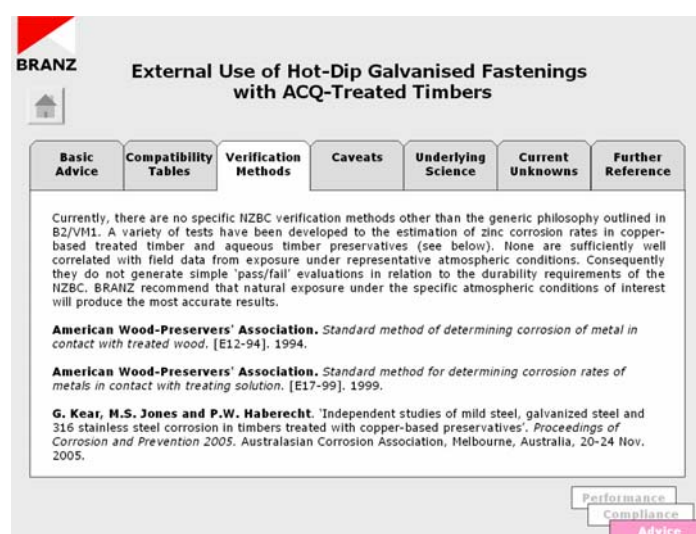 BRANZ
External Use of Hot-Dip Galvanised Fastenings
with ACQ-Treated Timbers
Basic Advice
Compatibility Tables
Verification Methods
Caveats
Underlying Science
Current Unknowns
Further Reference
Currently, there are no specific NZBC verification methods other than the generic philosophy outlined in
B2/VM1. A variety of tests have been developed to the estimation of zinc corrosion rates in copper-
based treated timber and aqueous timber preservatives (see below). None are sufficiently well
correlated with field data from exposure under representative atmospheric conditions. Consequently
they do not generate simple 'pass/fail' evaluations in relation to the durability requirements of the
NZBC. BRANZ recommend that natural exposure under the specific atmospheric conditions of interest
will produce the most accurate results.
American Wood-Preservers' Association. Standard method of determining corrosion of metal in
contact with treated wood. [E12-94]. 1994.
American Wood-Preservers' Association. Standard method for determining corrosion rates of
metals in contact with treating solution. [E17-99]. 1999.
G. Kear, M.S. Jones and P.W. Haberecht. 'Independent studies of mild steel, galvanized steel and
316 stainless steel corrosion in timbers treated with copper-based preservatives'. Proceedings of
Corrosion and Prevention 2005. Australasian Corrosion Association, Melbourne, Australia, 20-24 Nov.
2005.
Performance
Compliance
Advice